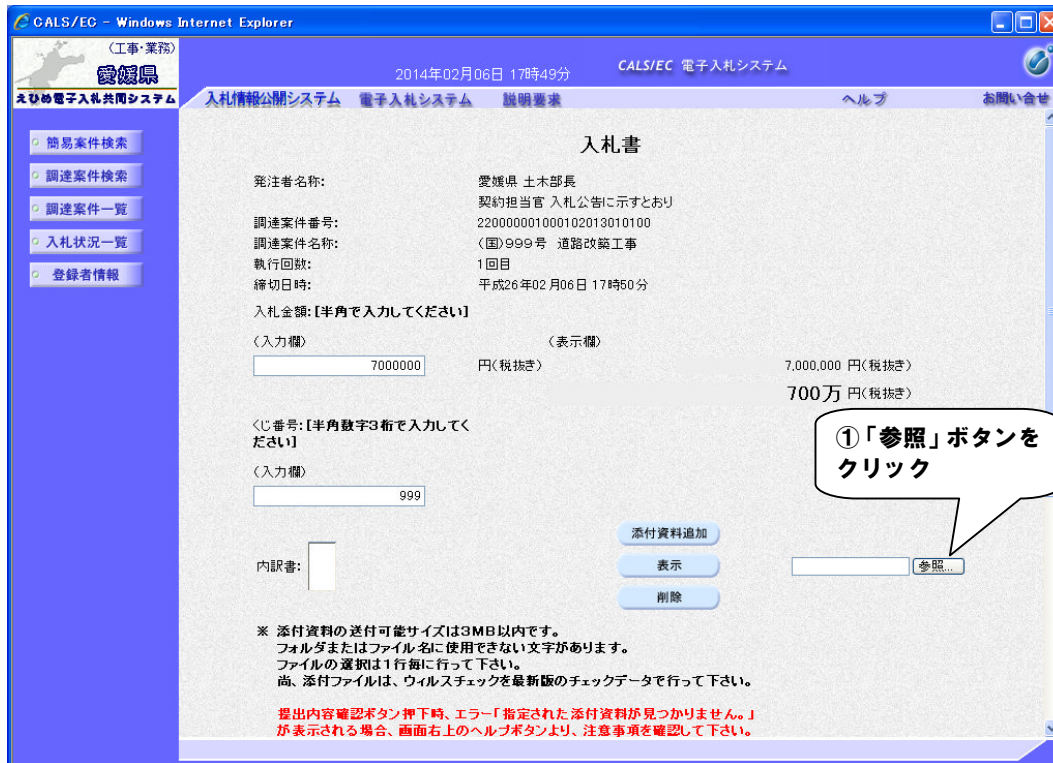 CALS/EC - Windows Internet Explorer
(工事・業務)
愛媛県
えひめ電子入札共同システム
2014年02月06日 17時49分
CALS/EC 電子入札システム
入札情報公開システム 電子入札システム 説明要求 ヘルプ お問い合せ
簡易案件検索
調達案件検索
調達案件一覧
入札状況一覧
登録者情報
入札書
発注者名称: 愛媛県 土木部長
契約担当官 入札公告に示すとおり
調達案件番号: 2200000001000102013010100
調達案件名称: (国)999号 道路改築工事
執行回数: 1回目
締切日時: 平成26年02月06日 17時50分
入札金額:[半角で入力してください]
(入力欄) (表示欄)
7000000 円(税抜き) 7,000,000 円(税抜き)
700万 円(税抜き)
くじ番号:[半角数字3桁で入力してく
ださい]
(入力欄)
999
①「参照」ボタンを
クリック
添付資料追加
内訳書: 表示 参照...
削除
※ 添付資料の送付可能サイズは3MB以内です。
フォルダまたはファイル名に使用できない文字があります。
ファイルの選択は1行毎に行って下さい。
尚、添付ファイルは、ウィルスチェックを最新版のチェックデータで行って下さい。
提出内容確認ボタン押下時、エラー「指定された添付資料が見つかりません。」
が表示される場合、画面右上のヘルプボタンより、注意事項を確認して下さい。